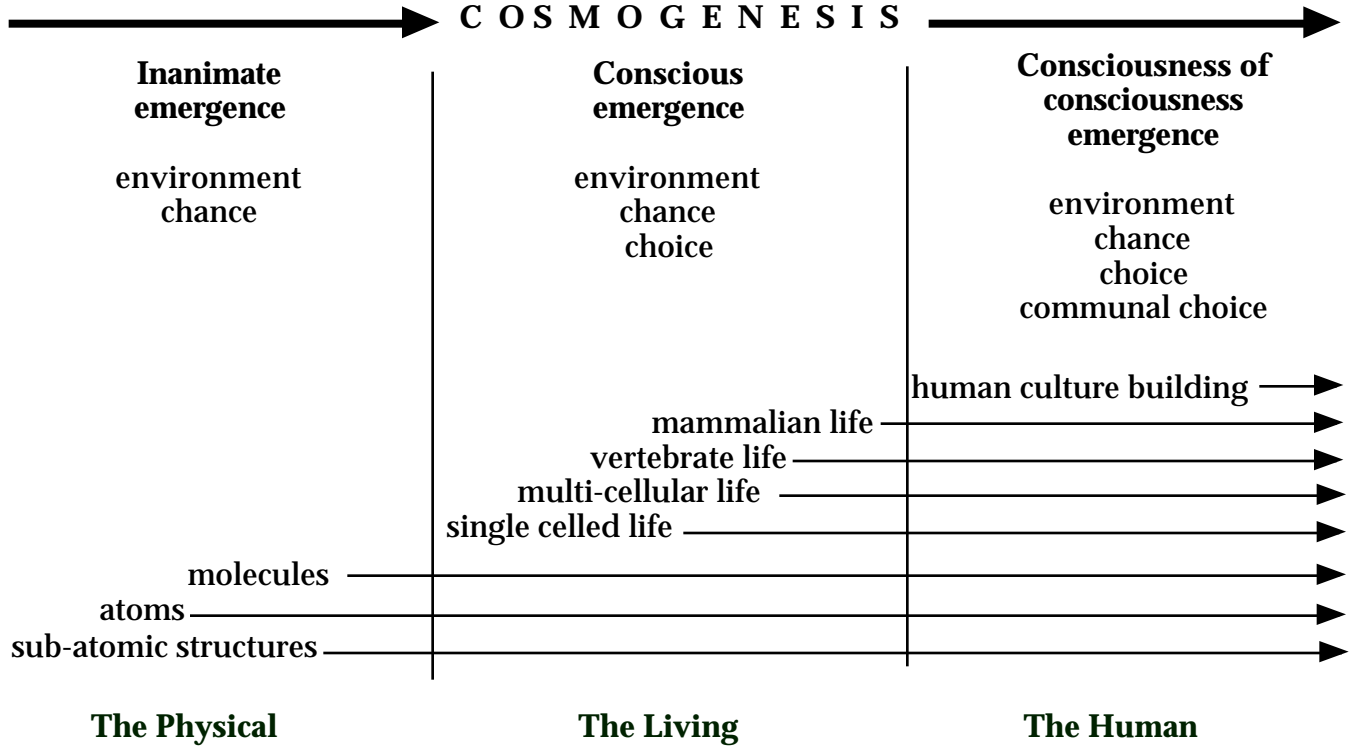 C O S M O G E N E S I S
Inanimate
emergence
environment
chance
Conscious
emergence
environment
chance
choice
Consciousness of
consciousness
emergence
environment
chance
choice
communal choice
human culture building
mammalian life
vertebrate life
multi-cellular life
single celled life
molecules
atoms
sub-atomic structures
The Physical
The Living
The Human